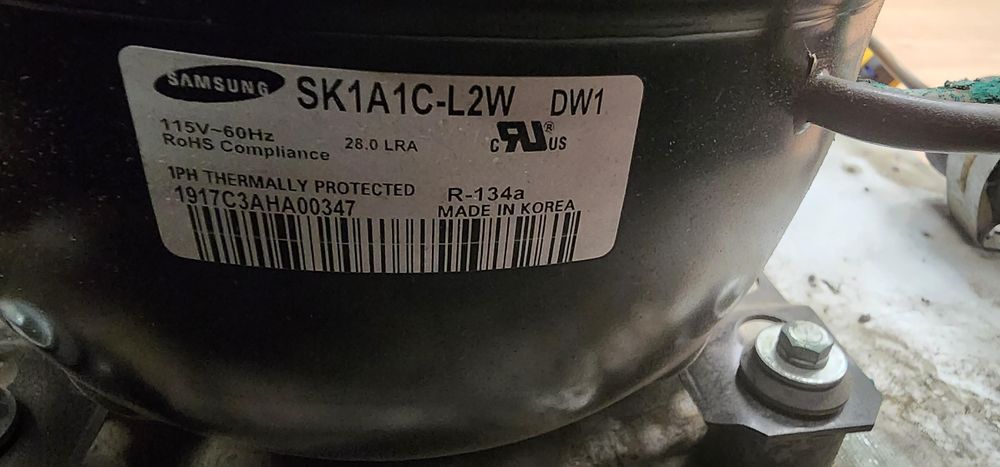 SAMSUNG SK1A1C-L2W DW1
115V~60Hz 28.0 LRA C RU® US
RoHS Compliance
1PH THERMALLY PROTECTED R-134a
1917C3AHA00347 MADE IN KOREA